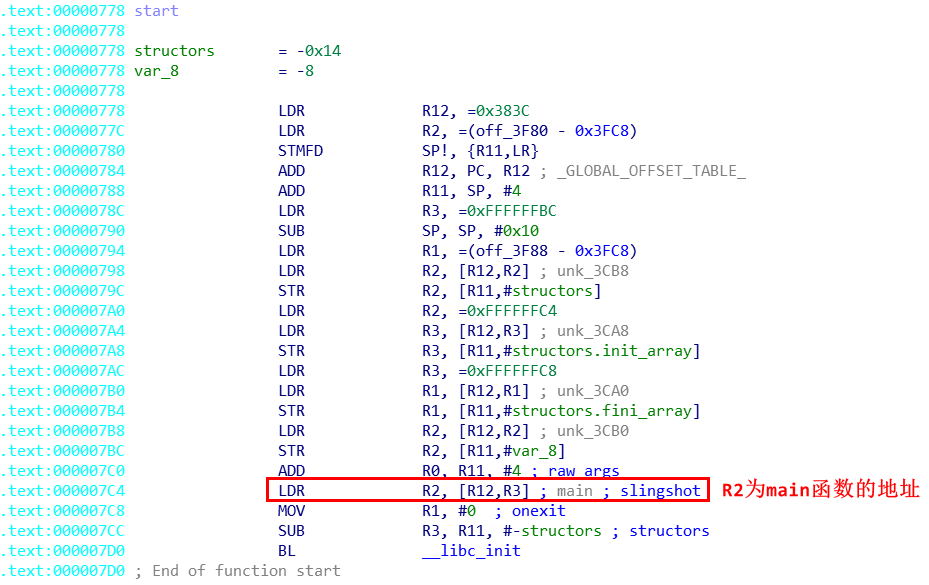 .text:00000778 start
.text:00000778
.text:00000778 structors = -0x14
.text:00000778 var_8 = -8
.text:00000778
.text:00000778 LDR R12, =0x383C
.text:0000077C LDR R2, =(off_3F80 - 0x3FC8)
.text:00000780 STMFD SP!, {R11,LR}
.text:00000784 ADD R12, PC, R12 ; _GLOBAL_OFFSET_TABLE_
.text:00000788 ADD R11, SP, #4
.text:0000078C LDR R3, =0xFFFFFFBC
.text:00000790 SUB SP, SP, #0x10
.text:00000794 LDR R1, =(off_3F88 - 0x3FC8)
.text:00000798 LDR R2, [R12,R2] ; unk_3CB8
.text:0000079C STR R2, [R11,#structors]
.text:000007A0 LDR R2, =0xFFFFFFC4
.text:000007A4 LDR R3, [R12,R3] ; unk_3CA8
.text:000007A8 STR R3, [R11,#structors.init_array]
.text:000007AC LDR R3, =0xFFFFFFC8
.text:000007B0 LDR R1, [R12,R1] ; unk_3CA0
.text:000007B4 STR R1, [R11,#structors.fini_array]
.text:000007B8 LDR R2, [R12,R2] ; unk_3CB0
.text:000007BC STR R2, [R11,#var_8]
.text:000007C0 ADD R0, R11, #4 ; raw_args
.text:000007C4 LDR R2, [R12,R3] ; main ; slingshot R2为main函数的地址
.text:000007C8 MOV R1, #0 ; onexit
.text:000007CC SUB R3, R11, #-structors ; structors
.text:000007D0 BL __libc_init
.text:000007D0 ; End of function start